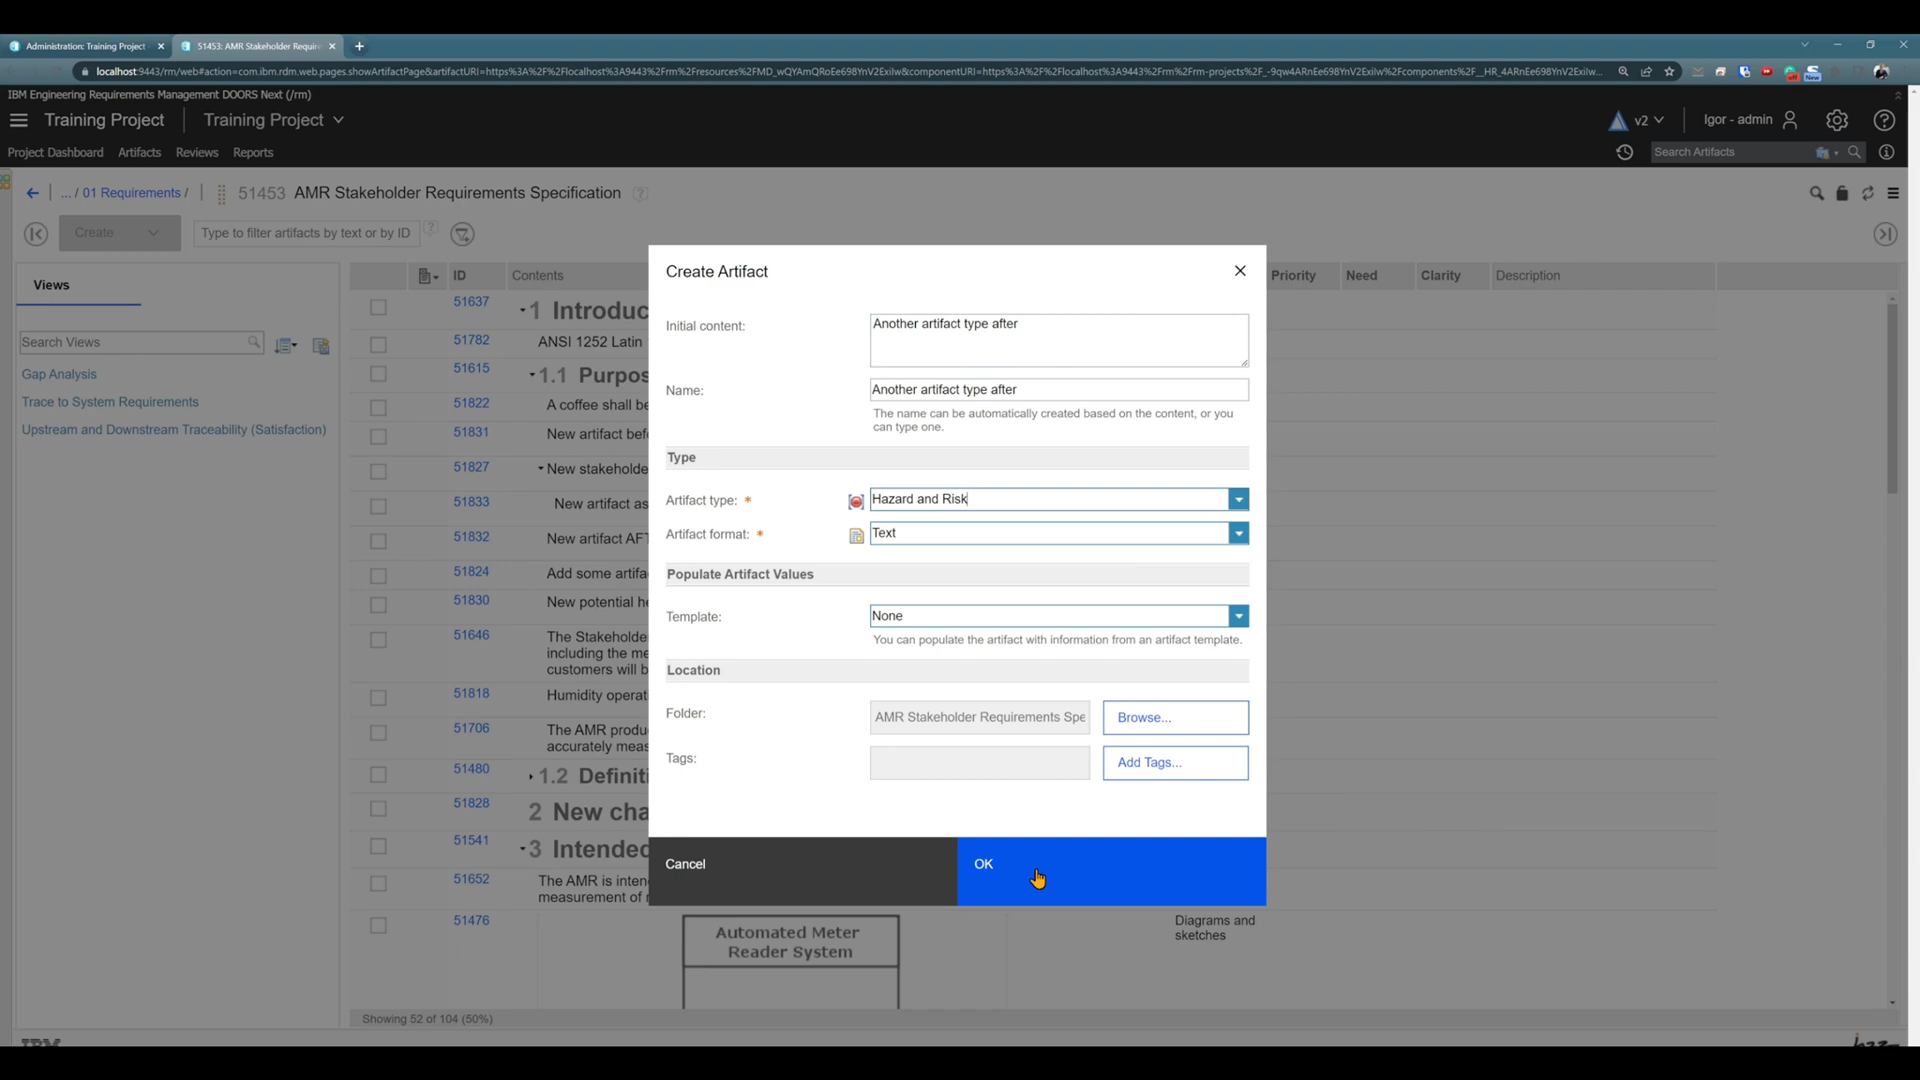 Administration: Training Project
51453: AMR Stakeholder Require
localhost:9443/rm/web#action=com.ibm.rdm.web.pages.showArtifactPage&artifactURI=https%3A%2F%2Flocalhost%3A9443%2Frm%2Fresources%2FMD_wQYAmQRoEe698YnV2Exilw&componentURI=https%3A%2F%2Flocalhost%3A9443%2Frm%2Frm-projects%2F_-9qw4ARnEe698YnV2Exilw%2Fcomponents%2F__HR_4ARnEe698YnV2Exilw...
off
New
IBM Engineering Requirements Management DOORS Next (/rm)
Training Project
Training Project
v2
Igor - admin
Project Dashboard
Artifacts
Reviews
Reports
Search Artifacts
... / 01 Requirements /
51453 AMR Stakeholder Requirements Specification
Create
Type to filter artifacts by text or by ID
Views
Search Views
Gap Analysis
Trace to System Requirements
Upstream and Downstream Traceability (Satisfaction)
ID
Contents
Priority
Need
Clarity
Description
51637
1 Introduc
51782
ANSI 1252 Latin
51615
1.1 Purpos
51822
A coffee shall be
51831
New artifact bef
51827
New stakeholde
51833
New artifact as
51832
New artifact AFT
51824
Add some artifa
51830
New potential he
51646
The Stakeholde
including the me
customers will b
51818
Humidity operat
51706
The AMR produ
accurately meas
51480
1.2 Definiti
51828
2 New cha
51541
3 Intended
51652
The AMR is inten
measurement of
51476
Automated Meter
Reader System
Diagrams and
sketches
Showing 52 of 104 (50%)
Create Artifact
Initial content:
Another artifact type after
Name:
Another artifact type after
The name can be automatically created based on the content, or you
can type one.
Type
Artifact type: *
Hazard and Risk
Artifact format: *
Text
Populate Artifact Values
Template:
None
You can populate the artifact with information from an artifact template.
Location
Folder:
AMR Stakeholder Requirements Spe
Browse...
Tags:
Add Tags...
Cancel
OK
IBM